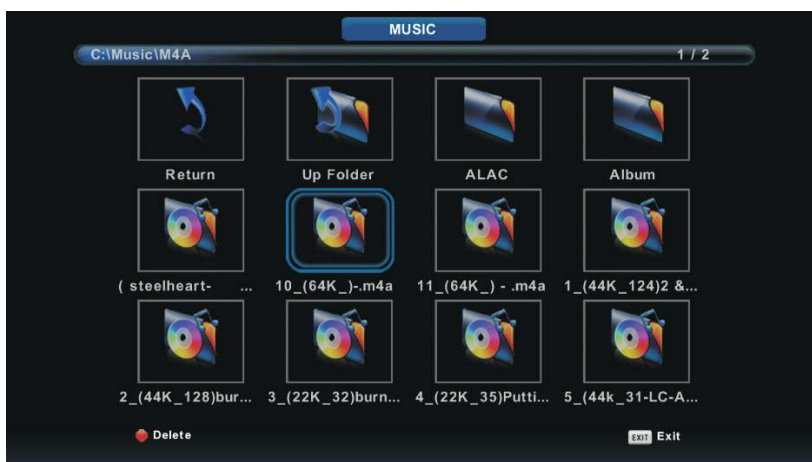 MUSIC
C:\Music\M4A 1 / 2
Return Up Folder ALAC Album
( steelheart- ... 10_(64K_)-.m4a 11_(64K_) - .m4a 1_(44K_124)2 &...
2_(44K_128)bur... 3_(22K_32)burn... 4_(22K_35)Putti... 5_(44k_31-LC-A...
Delete EXIT Exit